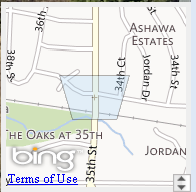 36th
ASHAWA
ESTATES
38th S
34th Ct
Jordan Dr
34th St
THE OAKS AT 35TH
35th St
JORDAN
bing
Terms of Use